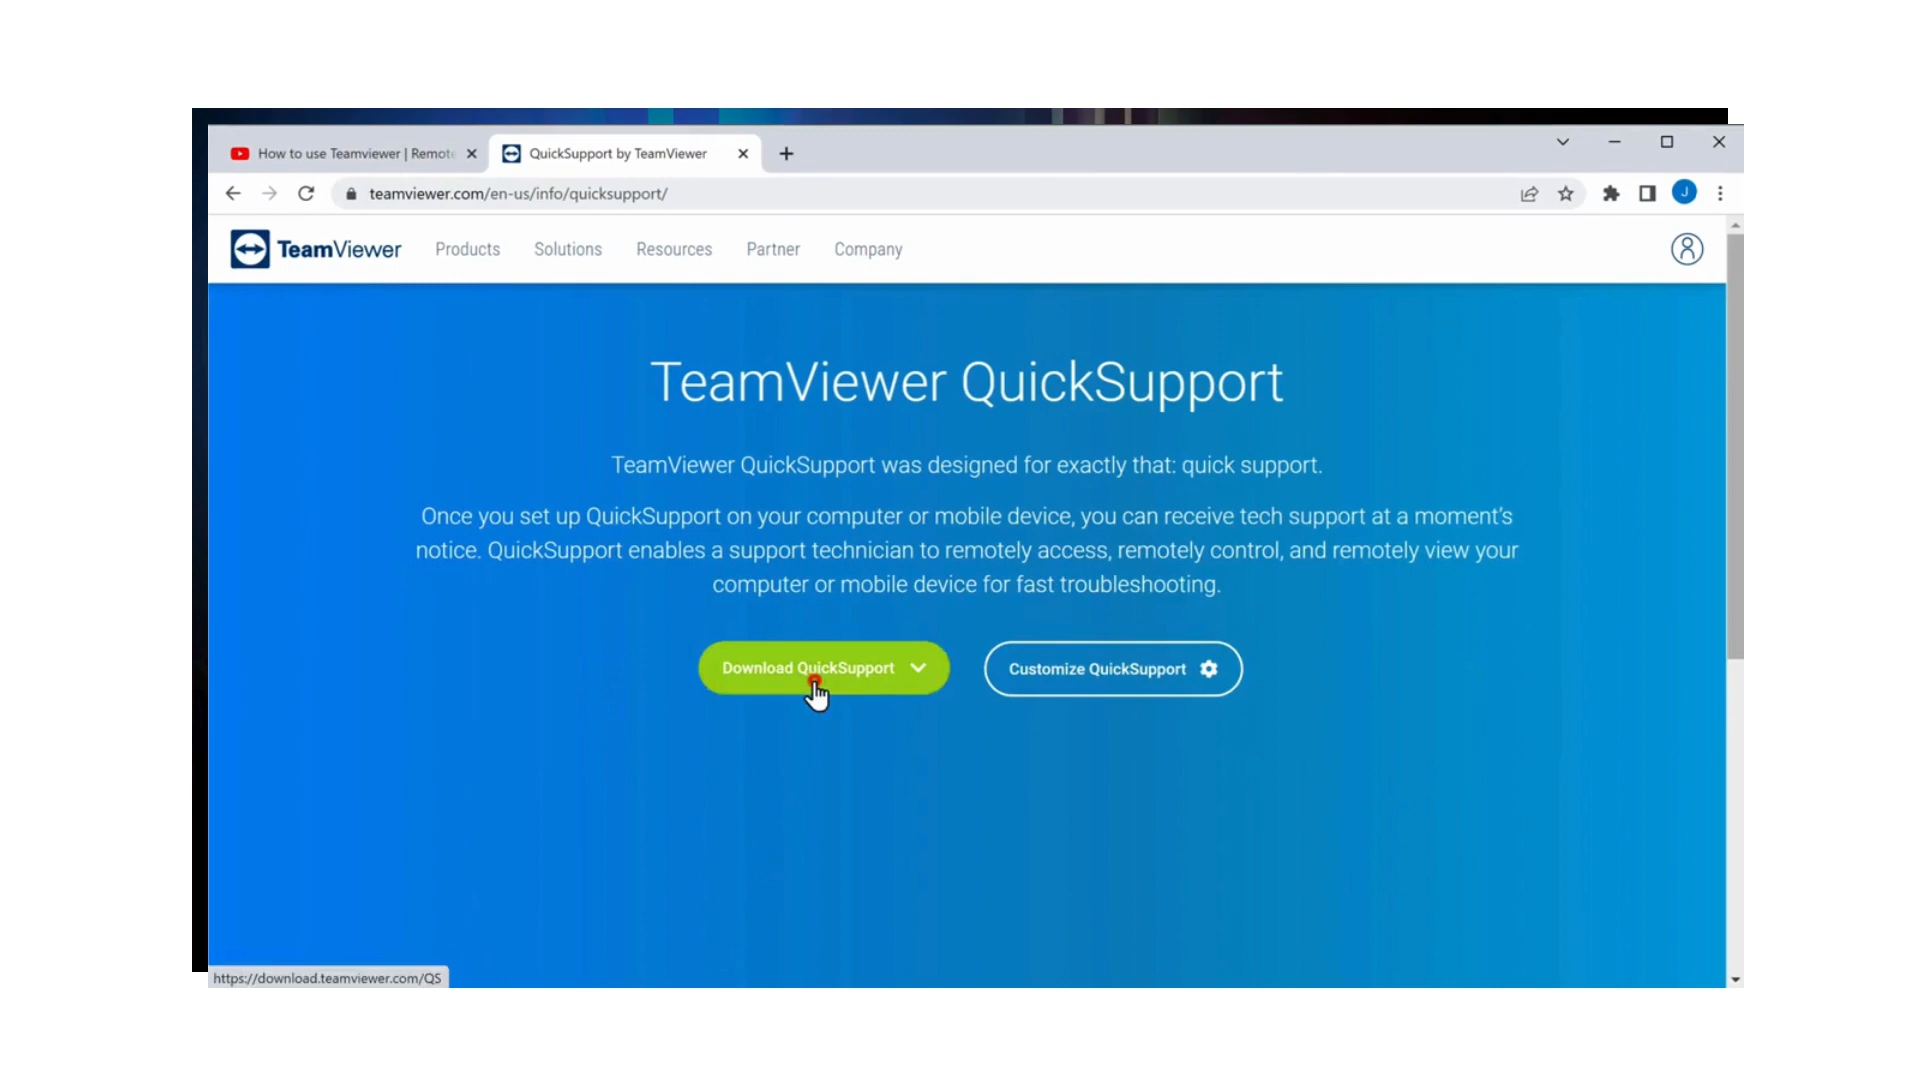 How to use Teamviewer | Remote
QuickSupport by TeamViewer
teamviewer.com/en-us/info/quicksupport/
J
TeamViewer
Products
Solutions
Resources
Partner
Company
TeamViewer QuickSupport
TeamViewer QuickSupport was designed for exactly that: quick support.
Once you set up QuickSupport on your computer or mobile device, you can receive tech support at a moment's
notice. QuickSupport enables a support technician to remotely access, remotely control, and remotely view your
computer or mobile device for fast troubleshooting.
Download QuickSupport
Customize QuickSupport
https://download.teamviewer.com/QS